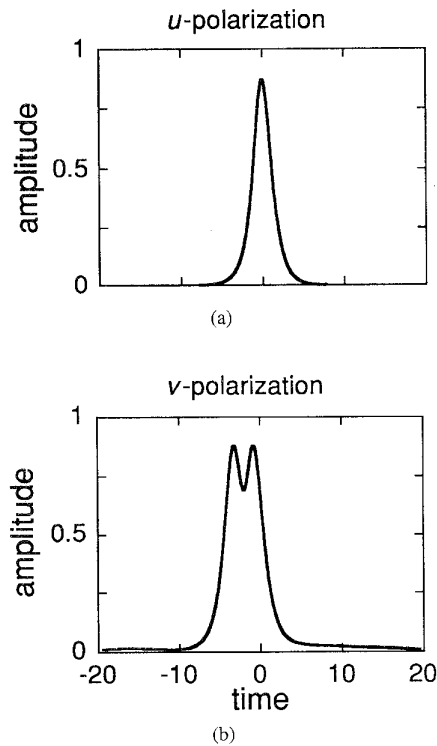 u-polarization
1
0.5
0
amplitude
(a)
v-polarization
1
0.5
0
amplitude
-20 -10 0 10 20
time
(b)